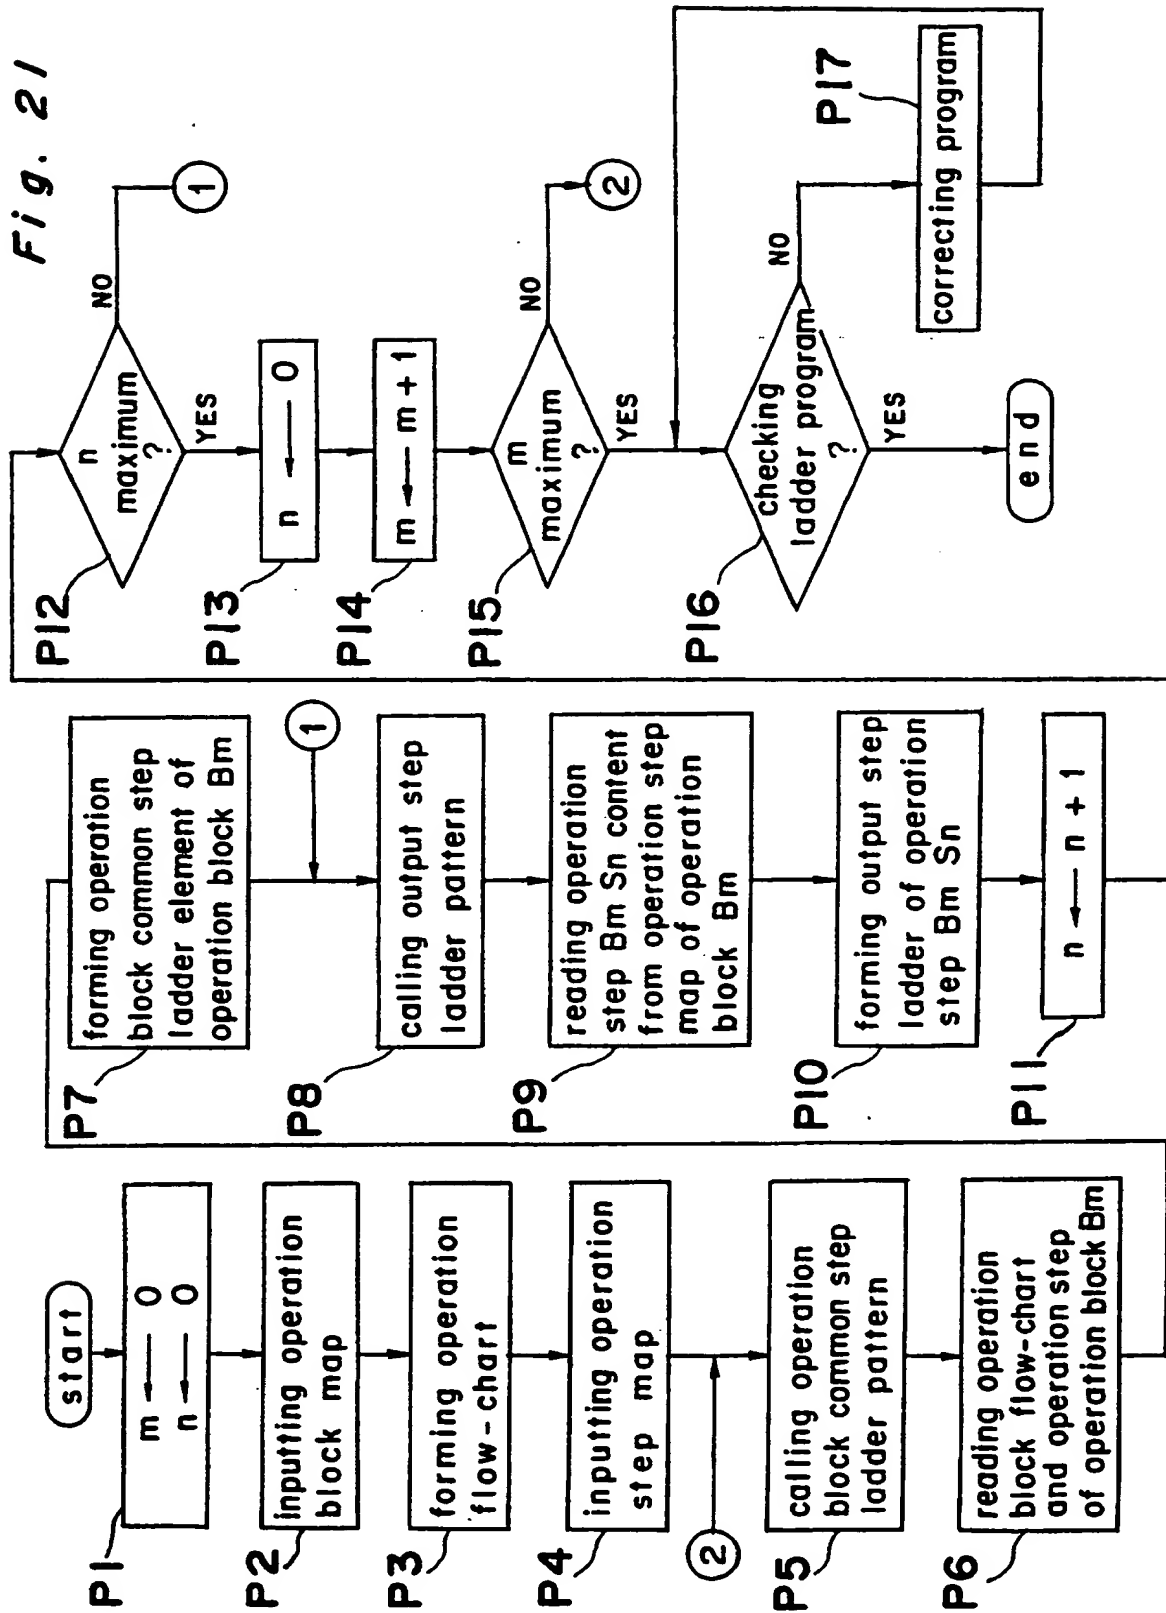 Fig. 21
start
P1
m ← 0
n ← 0
P2
inputting operation
block map
P3
forming operation
flow-chart
P4
inputting operation
step map
2
P5
calling operation
block common step
ladder pattern
P6
reading operation
block flow-chart
and operation step
of operation block Bm
P7
forming operation
block common step
ladder element of
operation block Bm
1
P8
calling output step
ladder pattern
P9
reading operation
step Bm Sn content
from operation step
map of operation
block Bm
P10
forming output step
ladder of operation
step Bm Sn
P11
n ← n + 1
P12
n
maximum
?
NO
1
YES
P13
n ← 0
P14
m ← m + 1
P15
m
maximum
?
NO
2
YES
P16
checking
ladder program
?
NO
P17
correcting program
YES
end